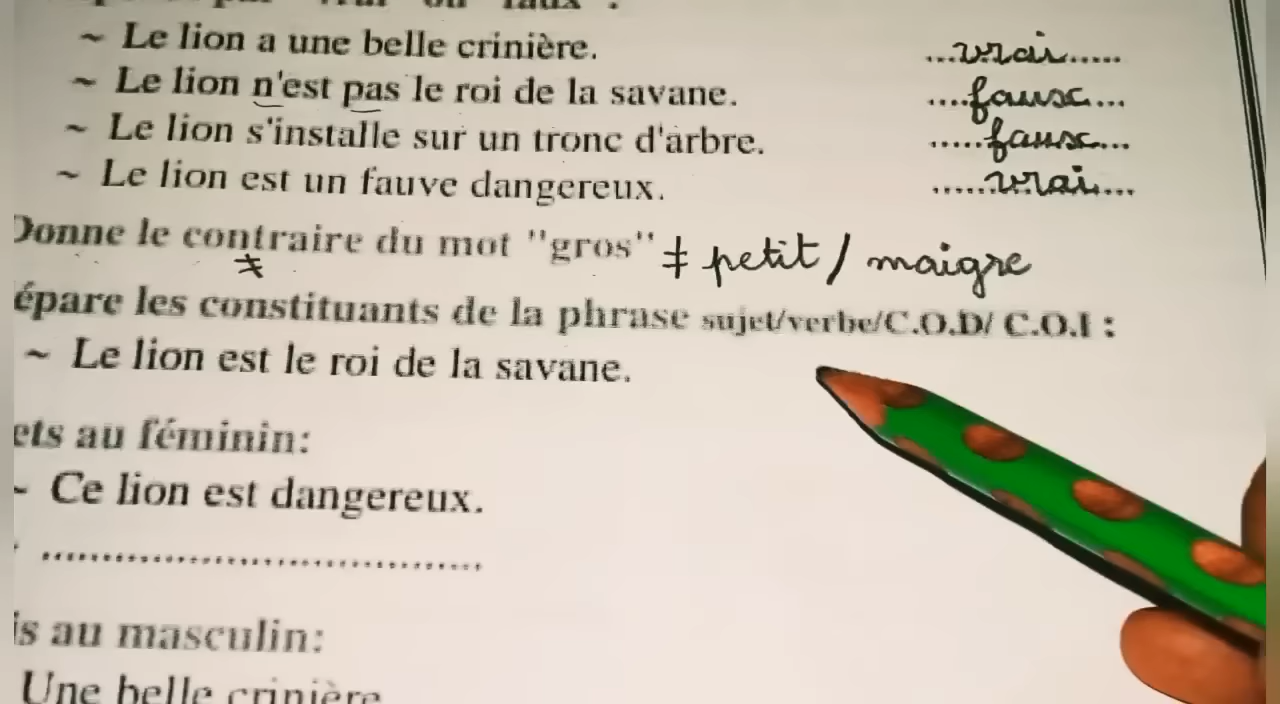 ~ Le lion a une belle crinière. ...vrai.....
~ Le lion n'est pas le roi de la savane. ....faux...
~ Le lion s'installe sur un tronc d'arbre. .....faux...
~ Le lion est un fauve dangereux. ......vrai...
Donne le contraire du mot "gros" ≠ petit / maigre
≠
épare les constituants de la phrase sujet/verbe/C.O.D/ C.O.I :
~ Le lion est le roi de la savane.
ets au féminin:
~ Ce lion est dangereux.
......................................
is au masculin:
Une belle crinière